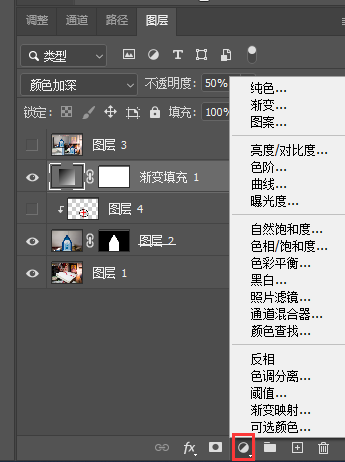 调整 通道 路径 图层
类型
颜色加深 不透明度: 50%
锁定: 填充: 100%
图层 3
渐变填充 1
图层 4
图层 2
图层 1
fx
纯色...
渐变...
图案...
亮度/对比度...
色阶...
曲线...
曝光度...
自然饱和度...
色相/饱和度...
色彩平衡...
黑白...
照片滤镜...
通道混合器...
颜色查找...
反相
色调分离...
阈值...
渐变映射...
可选颜色...